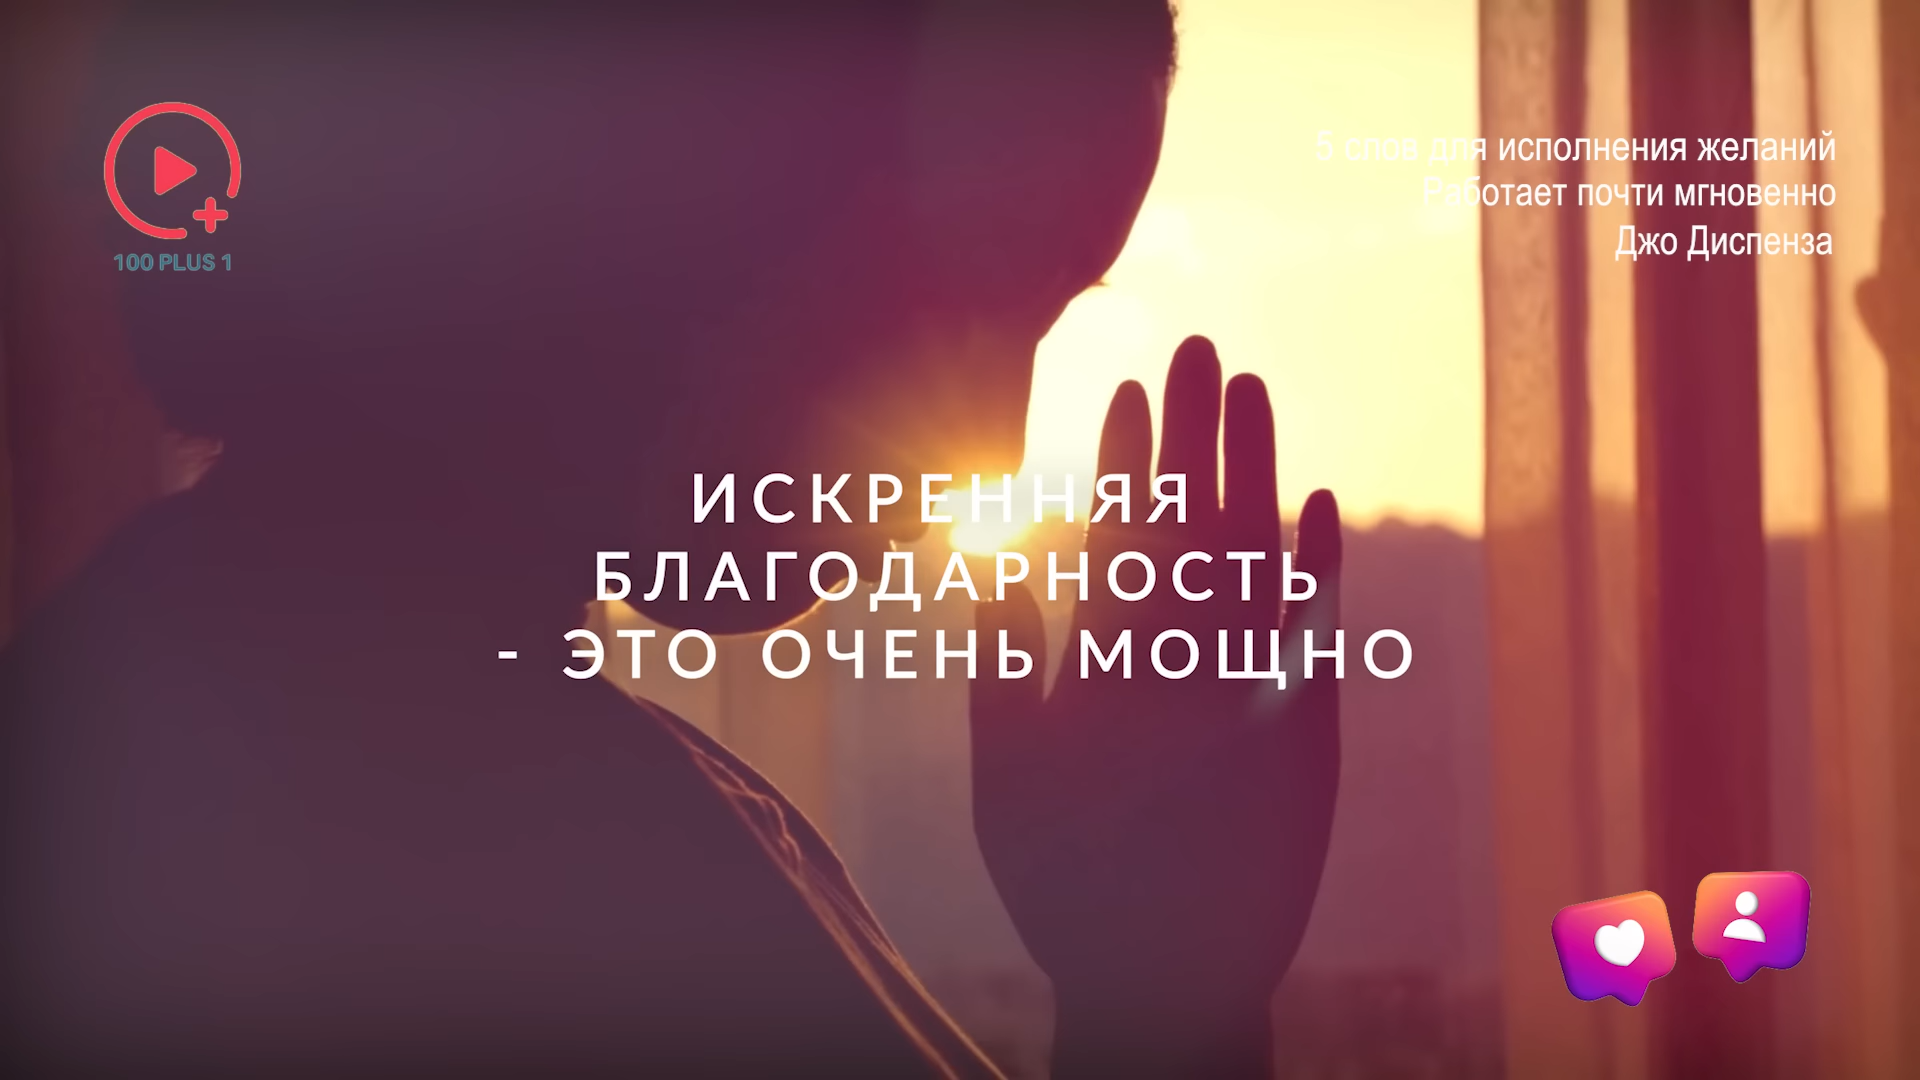 100 PLUS 1
5 слов для исполнения желаний
Работает почти мгновенно
Джо Диспенза
ИСКРЕННЯЯ
БЛАГОДАРНОСТЬ
- ЭТО ОЧЕНЬ МОЩНО